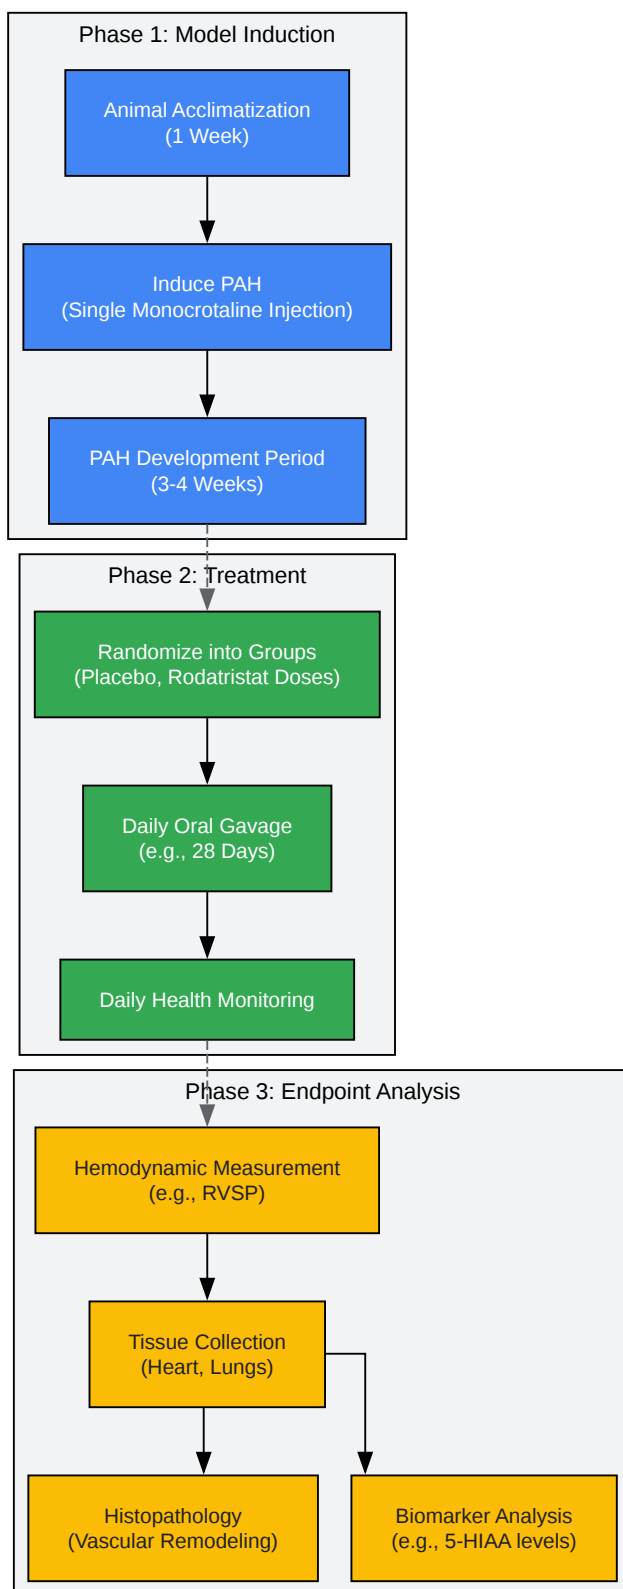 Phase 1: Model Induction
Animal Acclimatization
(1 Week)
Induce PAH
(Single Monocrotaline Injection)
PAH Development Period
(3-4 Weeks)
Phase 2: Treatment
Randomize into Groups
(Placebo, Rodatristat Doses)
Daily Oral Gavage
(e.g., 28 Days)
Daily Health Monitoring
Phase 3: Endpoint Analysis
Hemodynamic Measurement
(e.g., RVSP)
Tissue Collection
(Heart, Lungs)
Histopathology
(Vascular Remodeling)
Biomarker Analysis
(e.g., 5-HIAA levels)